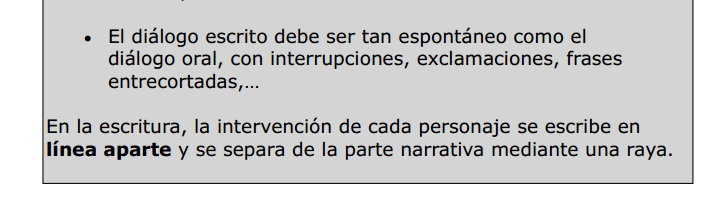 • El diálogo escrito debe ser tan espontáneo como el
diálogo oral, con interrupciones, exclamaciones, frases
entrecortadas,...
En la escritura, la intervención de cada personaje se escribe en
línea aparte y se separa de la parte narrativa mediante una raya.